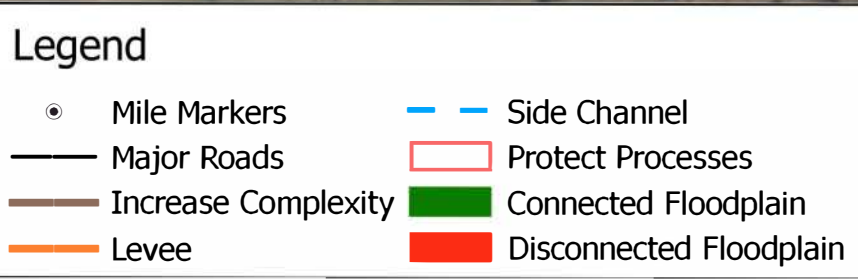 Legend
Mile Markers
Major Roads
Increase Complexity
Levee
Side Channel
Protect Processes
Connected Floodplain
Disconnected Floodplain